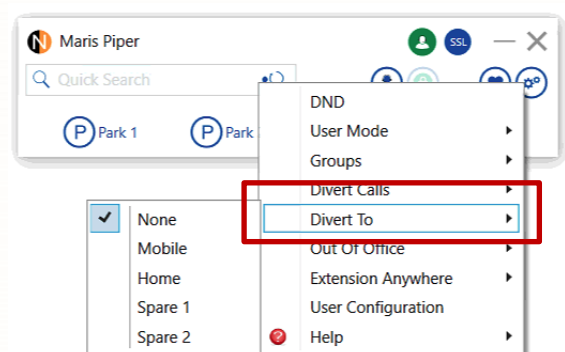 N Maris Piper SSL
Quick Search
P Park 1 P Park
DND
User Mode
Groups
Divert Calls
Divert To
Out Of Office
Extension Anywhere
User Configuration
? Help
None
Mobile
Home
Spare 1
Spare 2